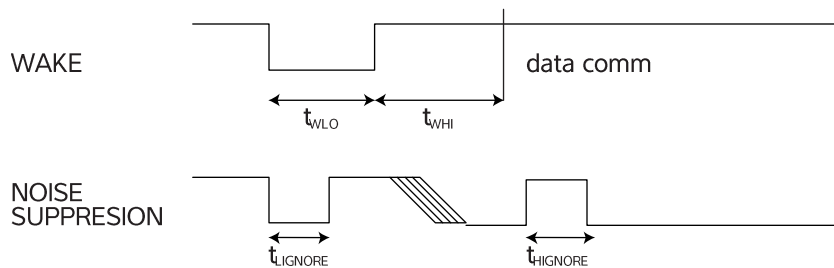 WAKE
data comm
tWLO
tWHI
NOISE
SUPPRESION
tLIGNORE
tHIGNORE